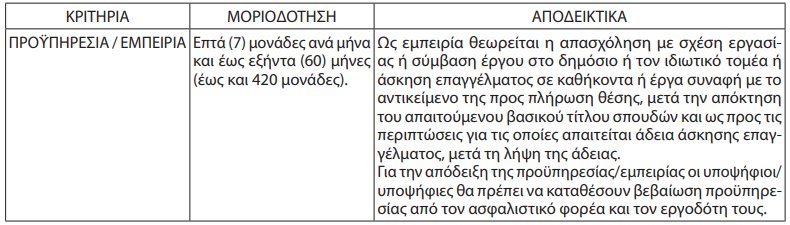 ΚΡΙΤΗΡΙΑ ΜΟΡΙΟΔΟΤΗΣΗ ΑΠΟΔΕΙΚΤΙΚΑ
ΠΡΟΫΠΗΡΕΣΙΑ / ΕΜΠΕΙΡΙΑ
Επτά (7) μονάδες ανά μήνα
και έως εξήντα (60) μήνες
(έως και 420 μονάδες).
Ως εμπειρία θεωρείται η απασχόληση με σχέση εργασί-
ας ή σύμβαση έργου στο δημόσιο ή τον ιδιωτικό τομέα ή
άσκηση επαγγέλματος σε καθήκοντα ή έργα συναφή με το
αντικείμενο της προς πλήρωση θέσης, μετά την απόκτηση
του απαιτούμενου βασικού τίτλου σπουδών και ως προς τις
περιπτώσεις για τις οποίες απαιτείται άδεια άσκησης επαγ-
γέλματος, μετά τη λήψη της άδειας.
Για την απόδειξη της προϋπηρεσίας/εμπειρίας οι υποψήφιοι/
υποψήφιες θα πρέπει να καταθέσουν βεβαίωση προϋπηρε-
σίας από τον ασφαλιστικό φορέα και τον εργοδότη τους.